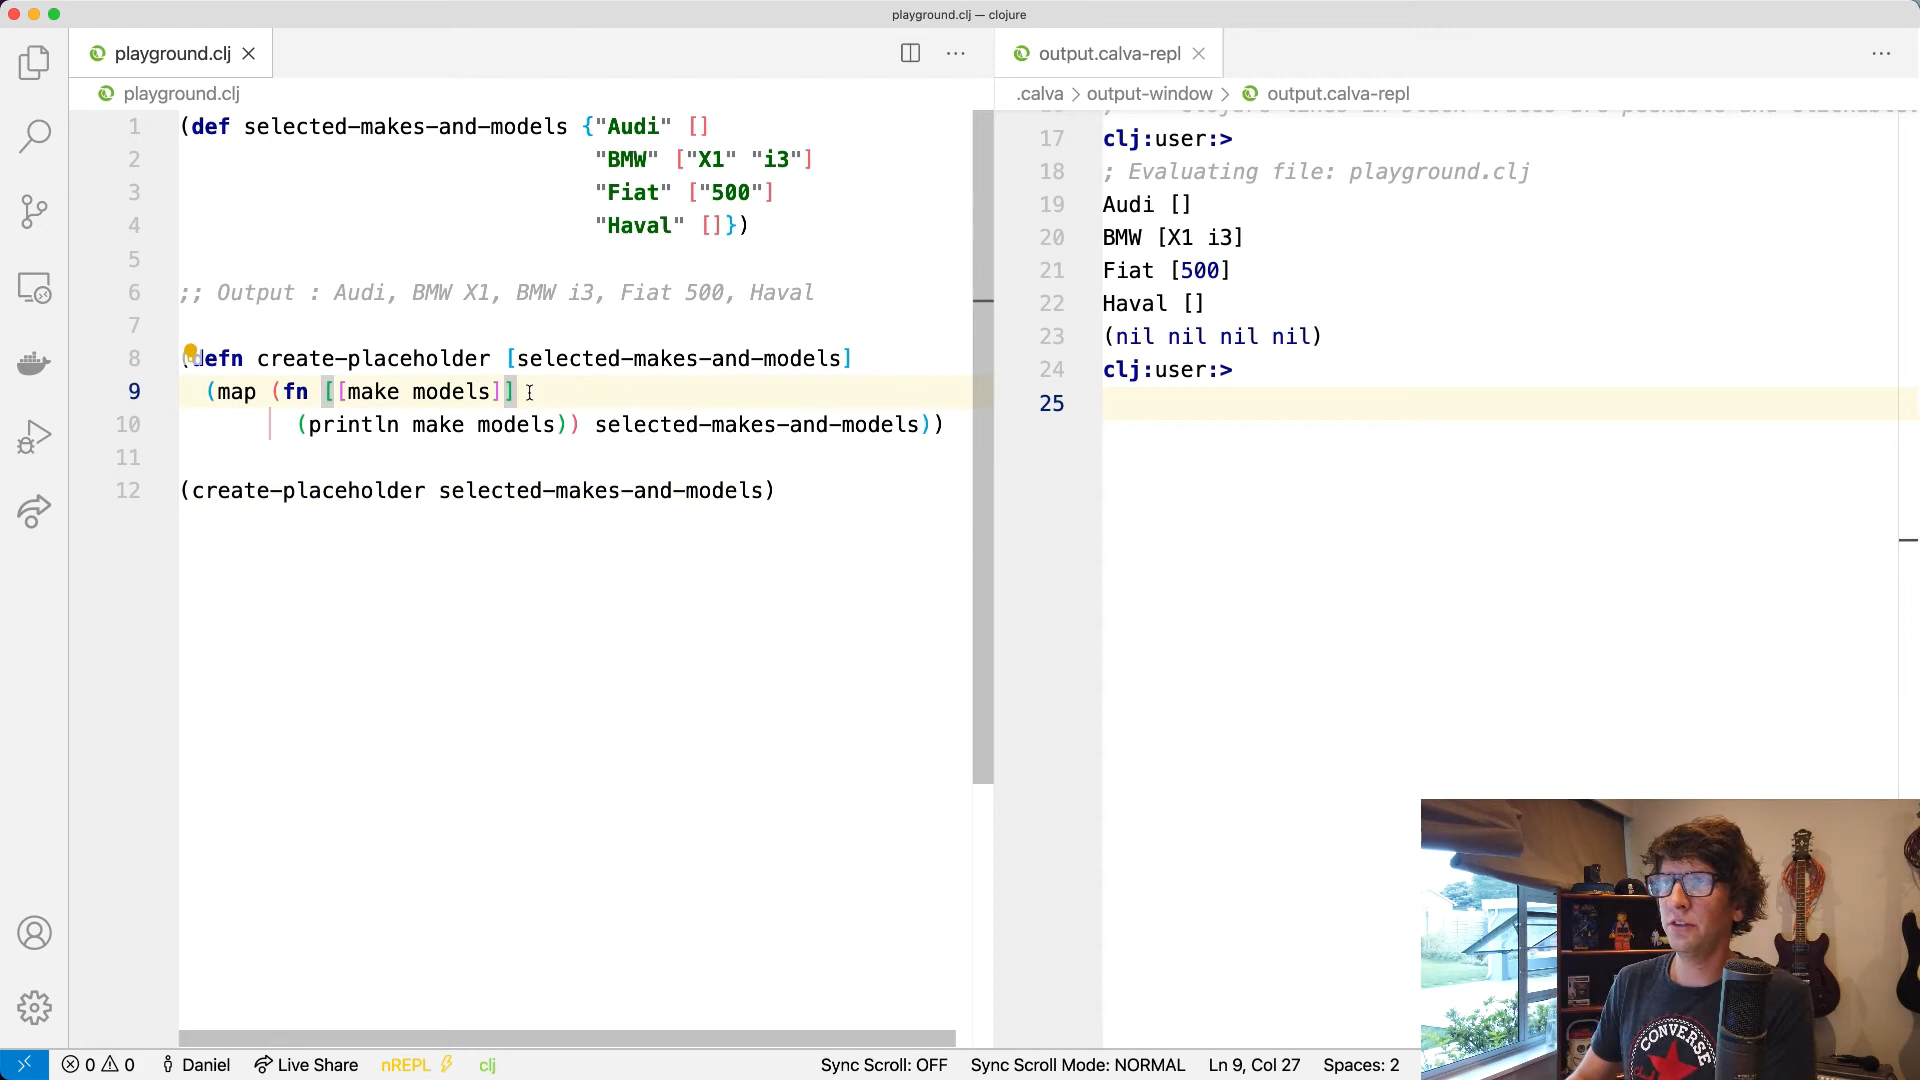 playground.clj — clojure
playground.clj
output.calva-repl
playground.clj
.calva > output-window > output.calva-repl
1 (def selected-makes-and-models {"Audi" []
2 "BMW" ["X1" "i3"]
3 "Fiat" ["500"]
4 "Haval" []})
5
6 ;; Output : Audi, BMW X1, BMW i3, Fiat 500, Haval
7
8 (defn create-placeholder [selected-makes-and-models]
9 (map (fn [[make models]]
10 (println make models)) selected-makes-and-models))
11
12 (create-placeholder selected-makes-and-models)
17 clj:user:>
18 ; Evaluating file: playground.clj
19 Audi []
20 BMW [X1 i3]
21 Fiat [500]
22 Haval []
23 (nil nil nil nil)
24 clj:user:>
25
CONVERSE
0 0 Daniel Live Share nREPL clj Sync Scroll: OFF Sync Scroll Mode: NORMAL Ln 9, Col 27 Spaces: 2